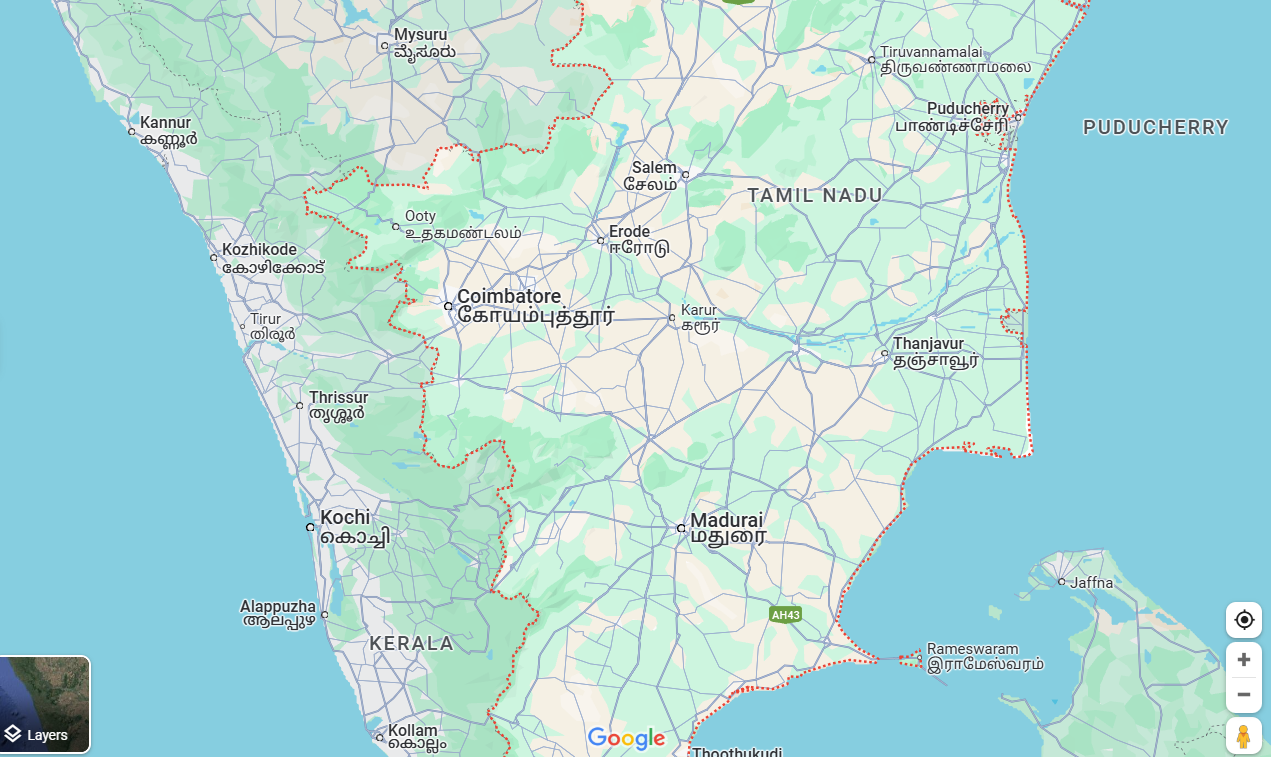 Mysuru
ಮೈಸೂರು
Tiruvannamalai
திருவண்ணாமலை
Kannur
കണ്ണൂർ
Puducherry
பாண்டிச்சேரி
PUDUCHERRY
Salem
சேலம்
TAMIL NADU
Ooty
உதகமண்டலம்
Erode
ஈரோடு
Kozhikode
കോഴിക്കോട്
Coimbatore
கோயம்புத்தூர்
Karur
கரூர்
Tirur
തിരൂർ
Thanjavur
தஞ்சாவூர்
Thrissur
തൃശ്ശൂർ
Kochi
കൊച്ചി
Madurai
மதுரை
Jaffna
Alappuzha
ആലപ്പുഴ
AH43
KERALA
Rameswaram
இராமேஸ்வரம்
Kollam
കൊല്ലം
Layers
Google
Thoothukudi